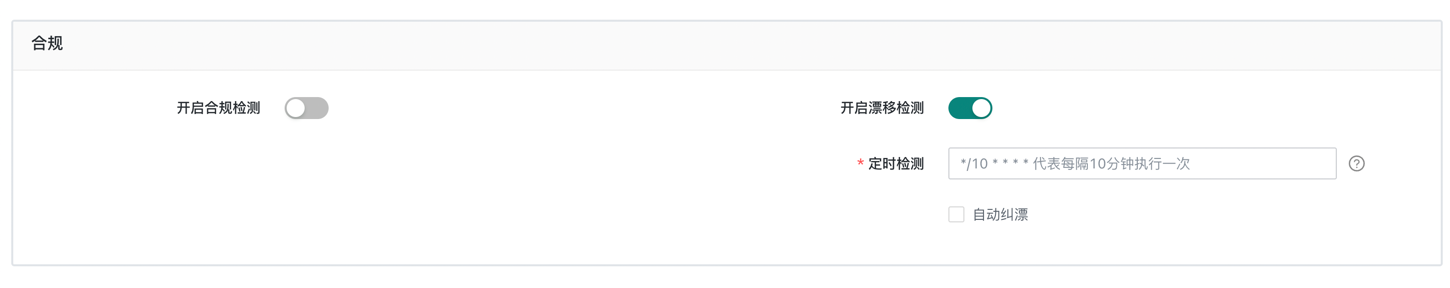 合规
开启合规检测
开启漂移检测
* 定时检测
*/10 * * * * 代表每隔10分钟执行一次
自动纠漂